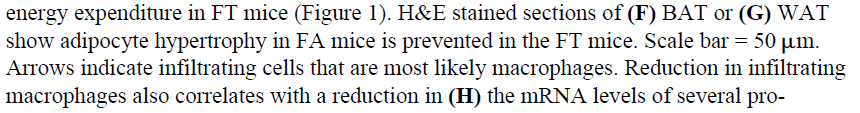 energy expenditure in FT mice (Figure 1). H&E stained sections of (F) BAT or (G) WAT
show adipocyte hypertrophy in FA mice is prevented in the FT mice. Scale bar = 50 μm.
Arrows indicate infiltrating cells that are most likely macrophages. Reduction in infiltrating
macrophages also correlates with a reduction in (H) the mRNA levels of several pro-